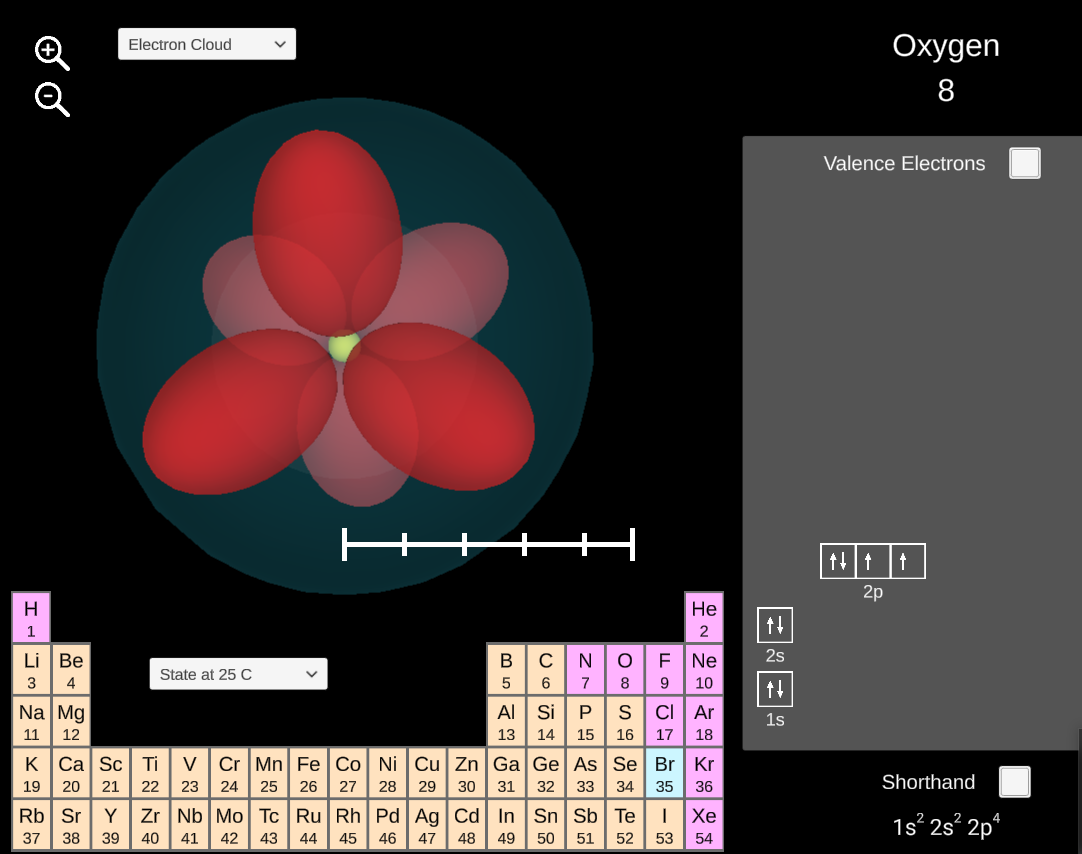 Electron Cloud
Oxygen
8
Valence Electrons
2p
2s
1s
State at 25 C
H He
1 2
Li Be B C N O F Ne
3 4 5 6 7 8 9 10
Na Mg Al Si P S Cl Ar
11 12 13 14 15 16 17 18
K Ca Sc Ti V Cr Mn Fe Co Ni Cu Zn Ga Ge As Se Br Kr
19 20 21 22 23 24 25 26 27 28 29 30 31 32 33 34 35 36
Rb Sr Y Zr Nb Mo Tc Ru Rh Pd Ag Cd In Sn Sb Te I Xe
37 38 39 40 41 42 43 44 45 46 47 48 49 50 51 52 53 54
Shorthand
1s² 2s² 2p⁴